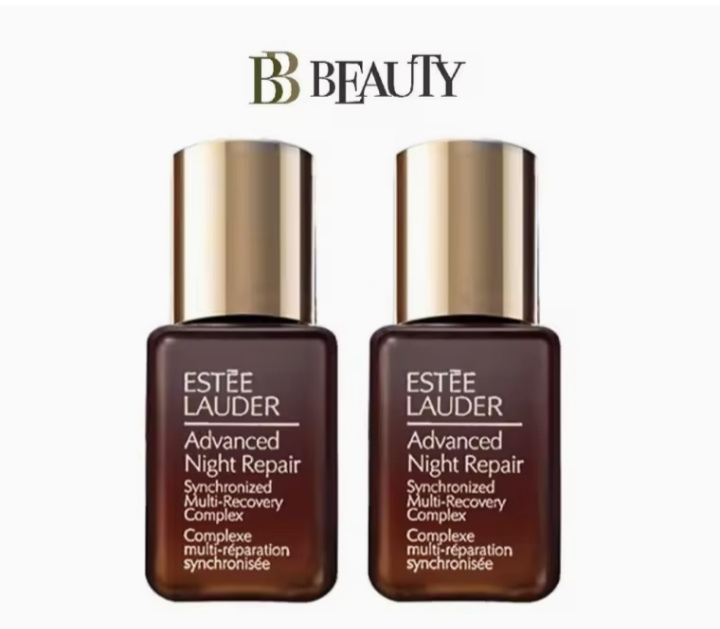 BB BEAUTY
ESTĒE
LAUDER
Advanced
Night Repair
Synchronized
Multi-Recovery
Complex
Complexe
multi-réparation
synchronisée
ESTĒE
LAUDER
Advanced
Night Repair
Synchronized
Multi-Recovery
Complex
Complexe
multi-réparation
synchronisée